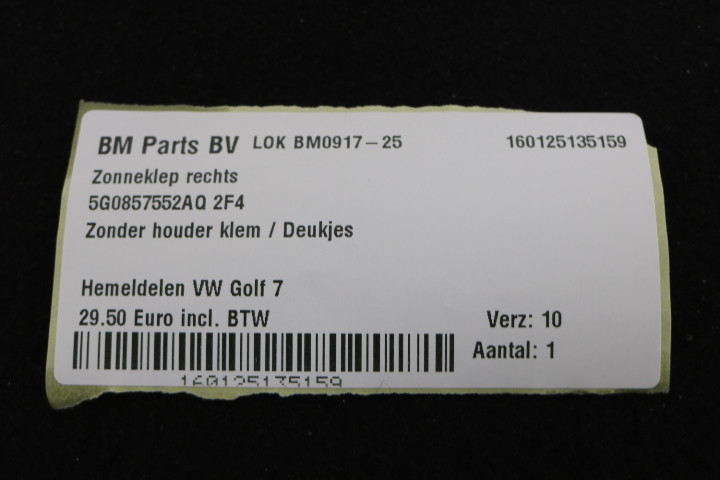 BM Parts BV LOK BM0917-25 160125135159
Zonneklep rechts
5G0857552AQ 2F4
Zonder houder klem / Deukjes
Hemeldelen VW Golf 7
29.50 Euro incl. BTW Verz: 10
Aantal: 1
160125135159